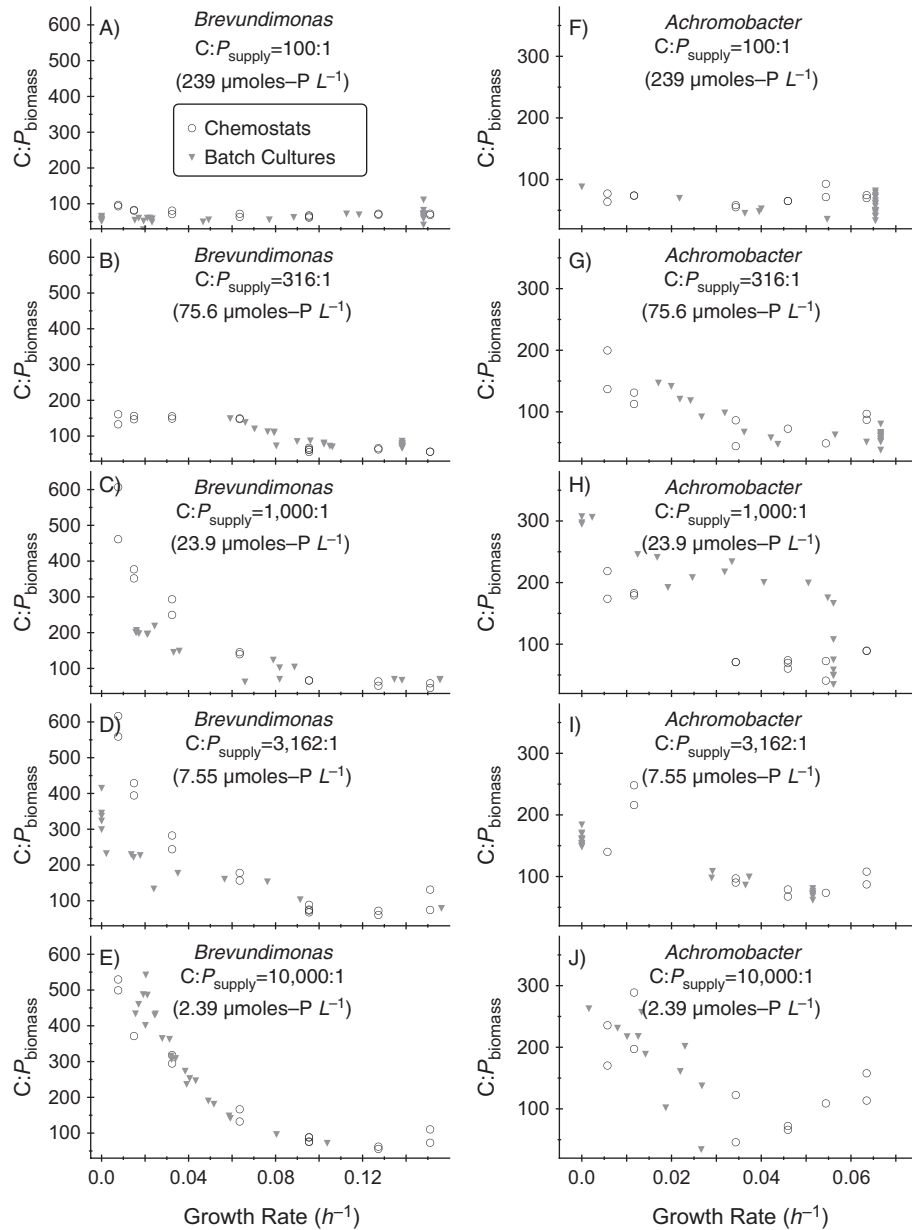 A)
Brevundimonas
C:Psupply=100:1
(239 μmoles–P L−1)
Chemostats
Batch Cultures
C:Pbiomass
600
500
400
300
200
100
F)
Achromobacter
C:Psupply=100:1
(239 μmoles–P L−1)
C:Pbiomass
300
200
100
B)
Brevundimonas
C:Psupply=316:1
(75.6 μmoles–P L−1)
C:Pbiomass
600
500
400
300
200
100
G)
Achromobacter
C:Psupply=316:1
(75.6 μmoles–P L−1)
C:Pbiomass
300
200
100
C)
Brevundimonas
C:Psupply=1,000:1
(23.9 μmoles–P L−1)
C:Pbiomass
600
500
400
300
200
100
H)
Achromobacter
C:Psupply=1,000:1
(23.9 μmoles–P L−1)
C:Pbiomass
300
200
100
D)
Brevundimonas
C:Psupply=3,162:1
(7.55 μmoles–P L−1)
C:Pbiomass
600
500
400
300
200
100
I)
Achromobacter
C:Psupply=3,162:1
(7.55 μmoles–P L−1)
C:Pbiomass
300
200
100
E)
Brevundimonas
C:Psupply=10,000:1
(2.39 μmoles–P L−1)
C:Pbiomass
600
500
400
300
200
100
0.0 0.04 0.08 0.12
Growth Rate (h−1)
J)
Achromobacter
C:Psupply=10,000:1
(2.39 μmoles–P L−1)
C:Pbiomass
300
200
100
0.0 0.02 0.04 0.06
Growth Rate (h−1)